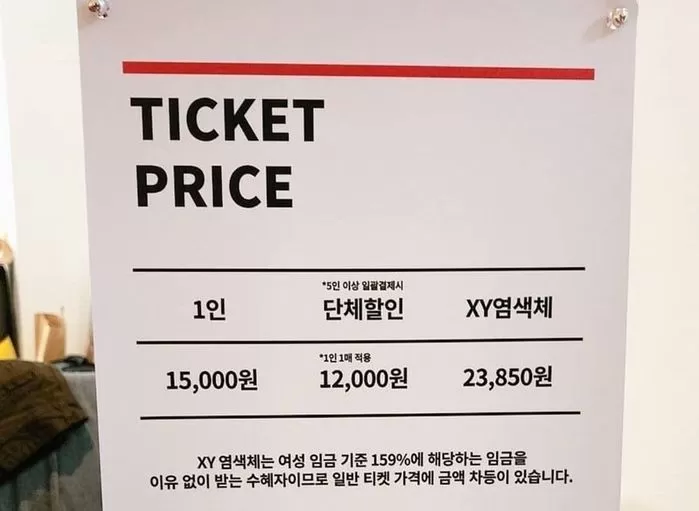 TICKET
PRICE
*5인 이상 일괄결제시
1인 단체할인 XY염색체
*1인 1매 적용
15,000원 12,000원 23,850원
XY 염색체는 여성 임금 기준 159%에 해당하는 임금을
이유 없이 받는 수혜자이므로 일반 티켓 가격에 금액 차등이 있습니다.